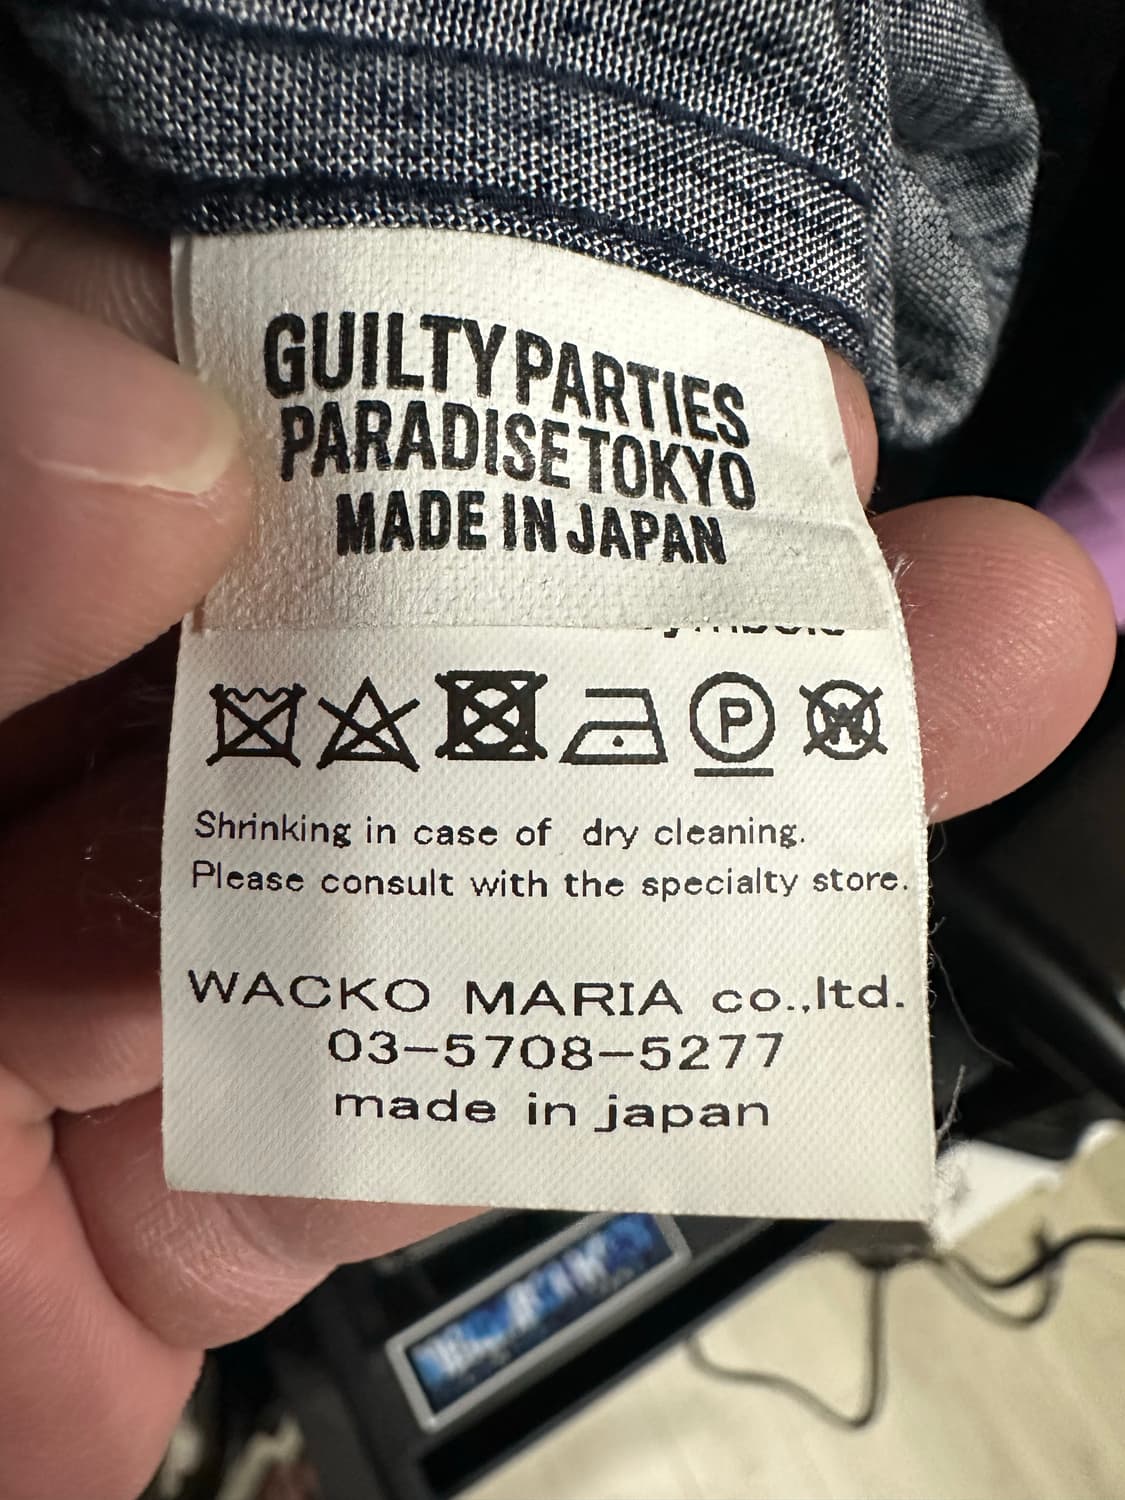 GUILTY PARTIES
PARADISE TOKYO
MADE IN JAPAN
P
W
Shrinking in case of dry cleaning.
Please consult with the specialty store.
WACKO MARIA co.,ltd.
03-5708-5277
made in japan